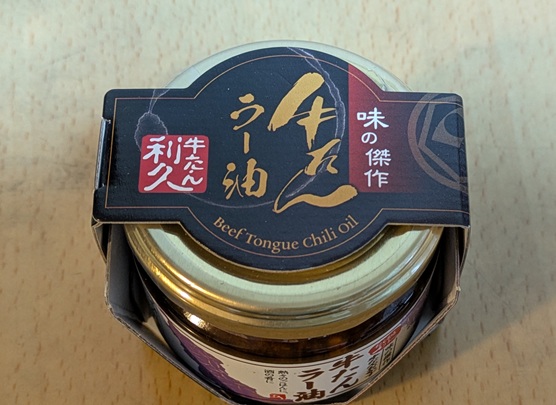 味の傑作
牛たん
ラー油
牛たん
利久
Beef Tongue Chili Oil
牛たん
ラー油